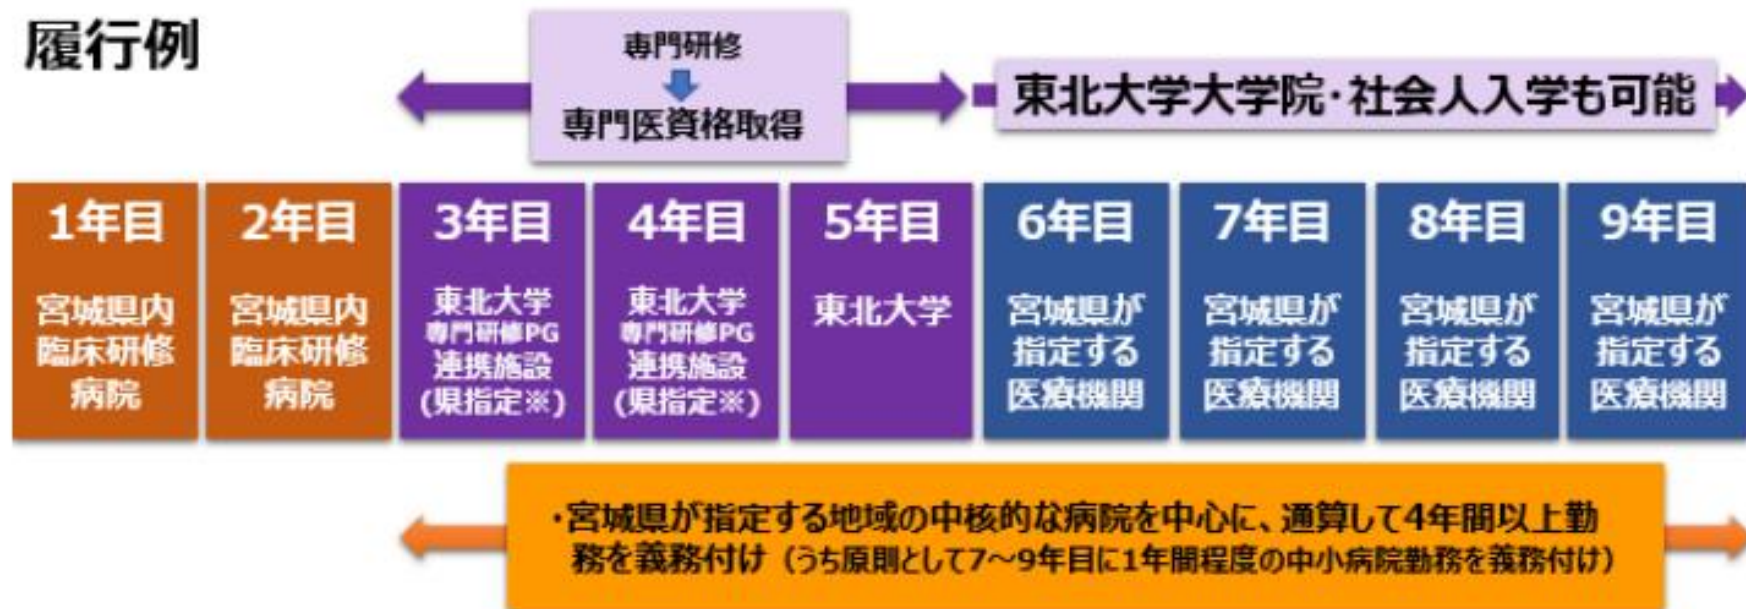 履行例
専門研修
専門医資格取得
東北大学大学院・社会人入学も可能
1年目
宮城県内
臨床研修
病院
2年目
宮城県内
臨床研修
病院
3年目
東北大学
専門研修PG
連携施設
(県指定※)
4年目
東北大学
専門研修PG
連携施設
(県指定※)
5年目
東北大学
6年目
宮城県が
指定する
医療機関
7年目
宮城県が
指定する
医療機関
8年目
宮城県が
指定する
医療機関
9年目
宮城県が
指定する
医療機関
・宮城県が指定する地域の中核的な病院を中心に、通算して4年間以上勤
務を義務付け（うち原則として7～9年目に1年間程度の中小病院勤務を義務付け）